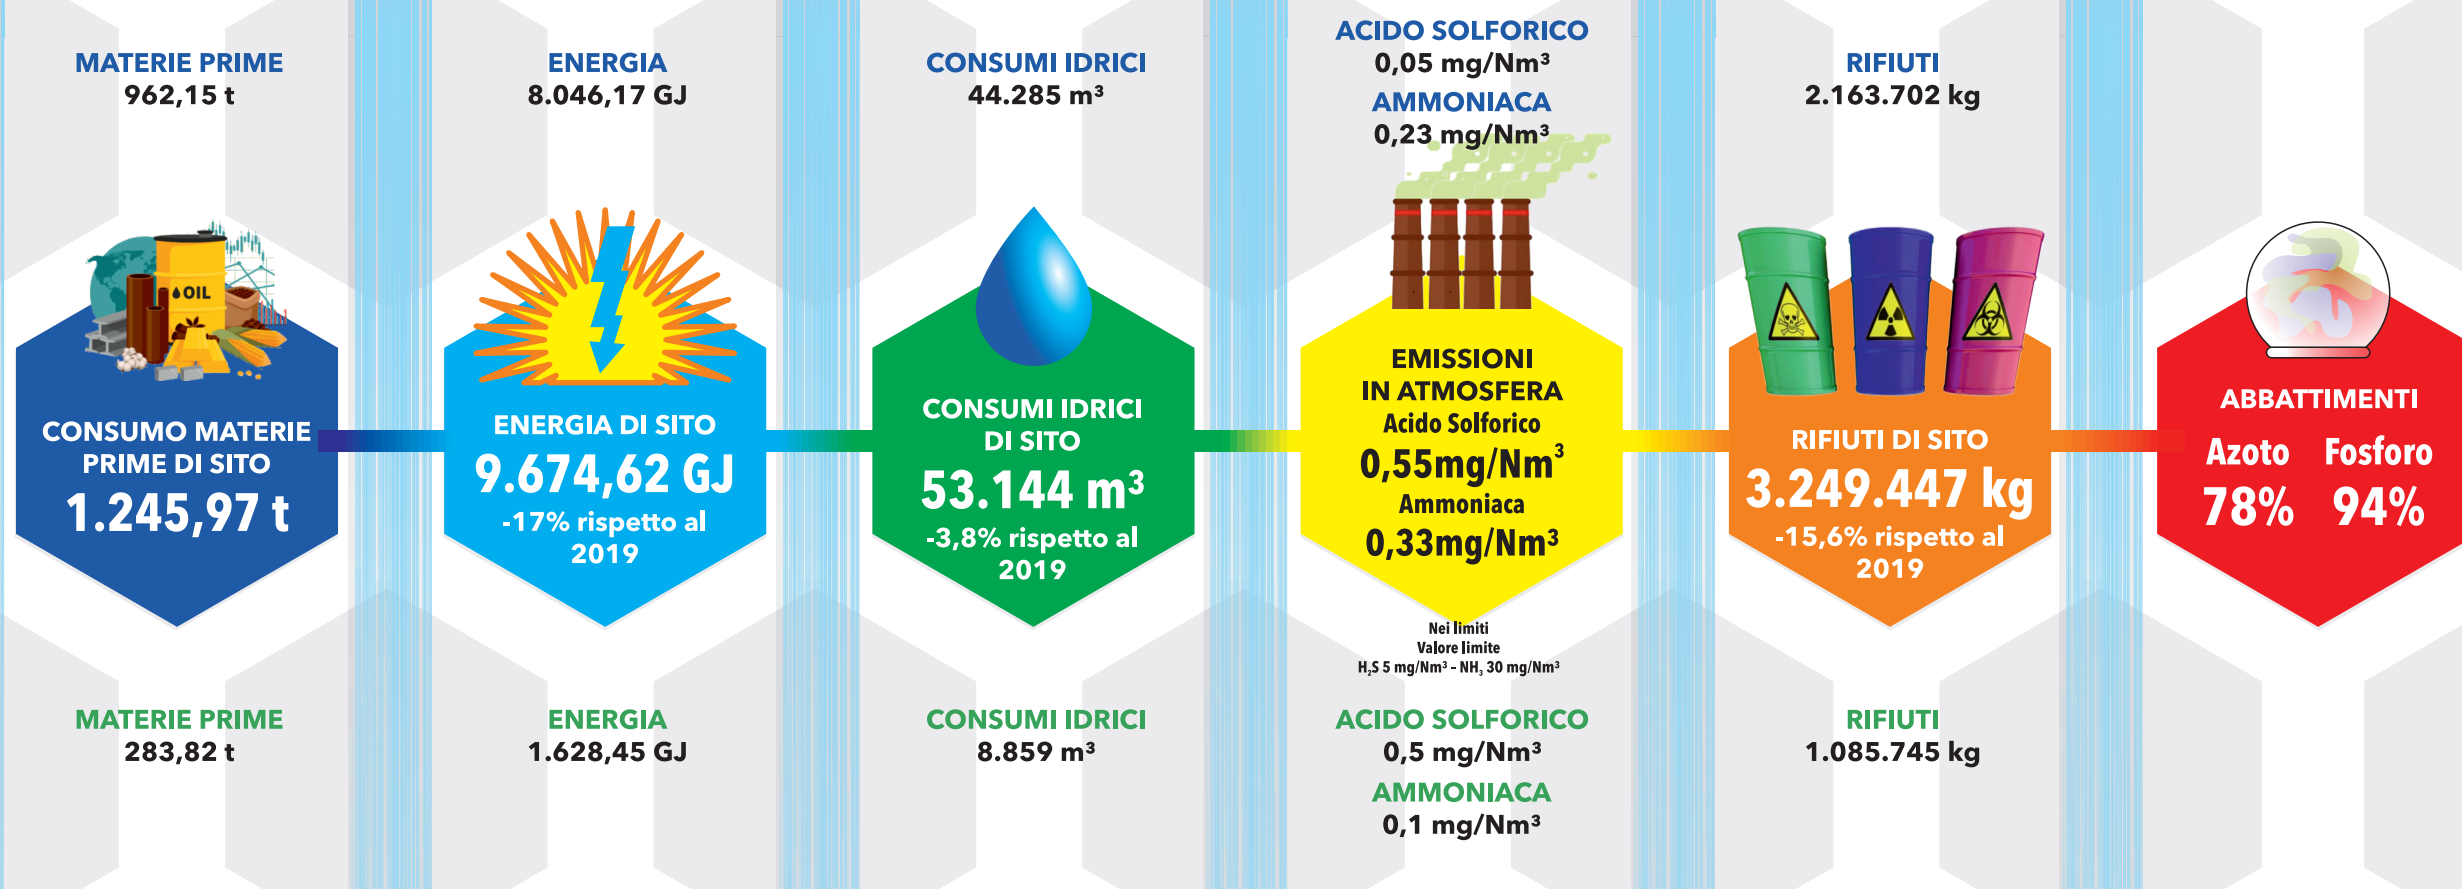 MATERIE PRIME
962,15 t
ENERGIA
8.046,17 GJ
CONSUMI IDRICI
44.285 m³
ACIDO SOLFORICO
0,05 mg/Nm³
AMMONIACA
0,23 mg/Nm³
RIFIUTI
2.163.702 kg
OIL
CONSUMO MATERIE
PRIME DI SITO
1.245,97 t
ENERGIA DI SITO
9.674,62 GJ
-17% rispetto al
2019
CONSUMI IDRICI
DI SITO
53.144 m³
-3,8% rispetto al
2019
EMISSIONI
IN ATMOSFERA
Acido Solforico
0,55mg/Nm³
Ammoniaca
0,33mg/Nm³
Nei limiti
Valore limite
H₂S 5 mg/Nm³ – NH₃ 30 mg/Nm³
RIFIUTI DI SITO
3.249.447 kg
-15,6% rispetto al
2019
ABBATTIMENTI
Azoto Fosforo
78% 94%
MATERIE PRIME
283,82 t
ENERGIA
1.628,45 GJ
CONSUMI IDRICI
8.859 m³
ACIDO SOLFORICO
0,5 mg/Nm³
AMMONIACA
0,1 mg/Nm³
RIFIUTI
1.085.745 kg